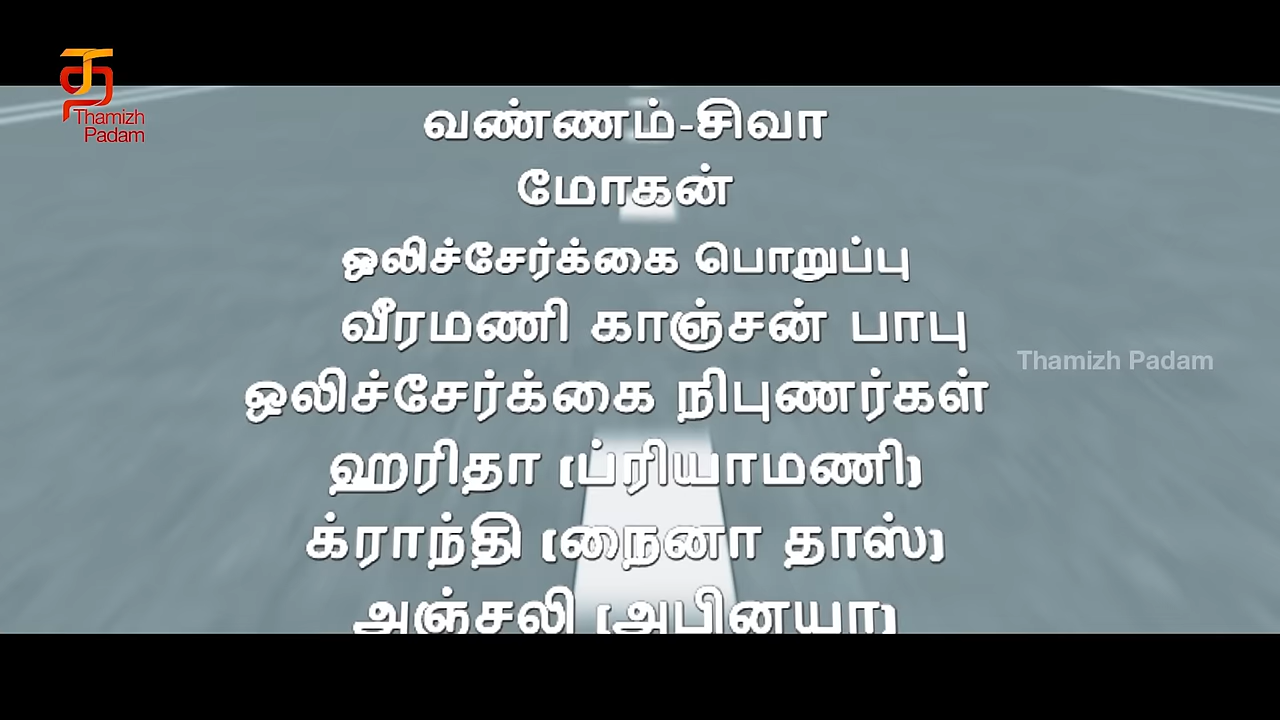 த
Thamizh
Padam
வண்ணம்-சிவா
மோகன்
ஒலிச்சேர்க்கை பொறுப்பு
வீரமணி காஞ்சன் பாபு
Thamizh Padam
ஒலிச்சேர்க்கை நிபுணர்கள்
ஹரிதா (ப்ரியாமணி)
க்ராந்தி (நைனா தாஸ்)
அஞ்சலி (அபினயா)